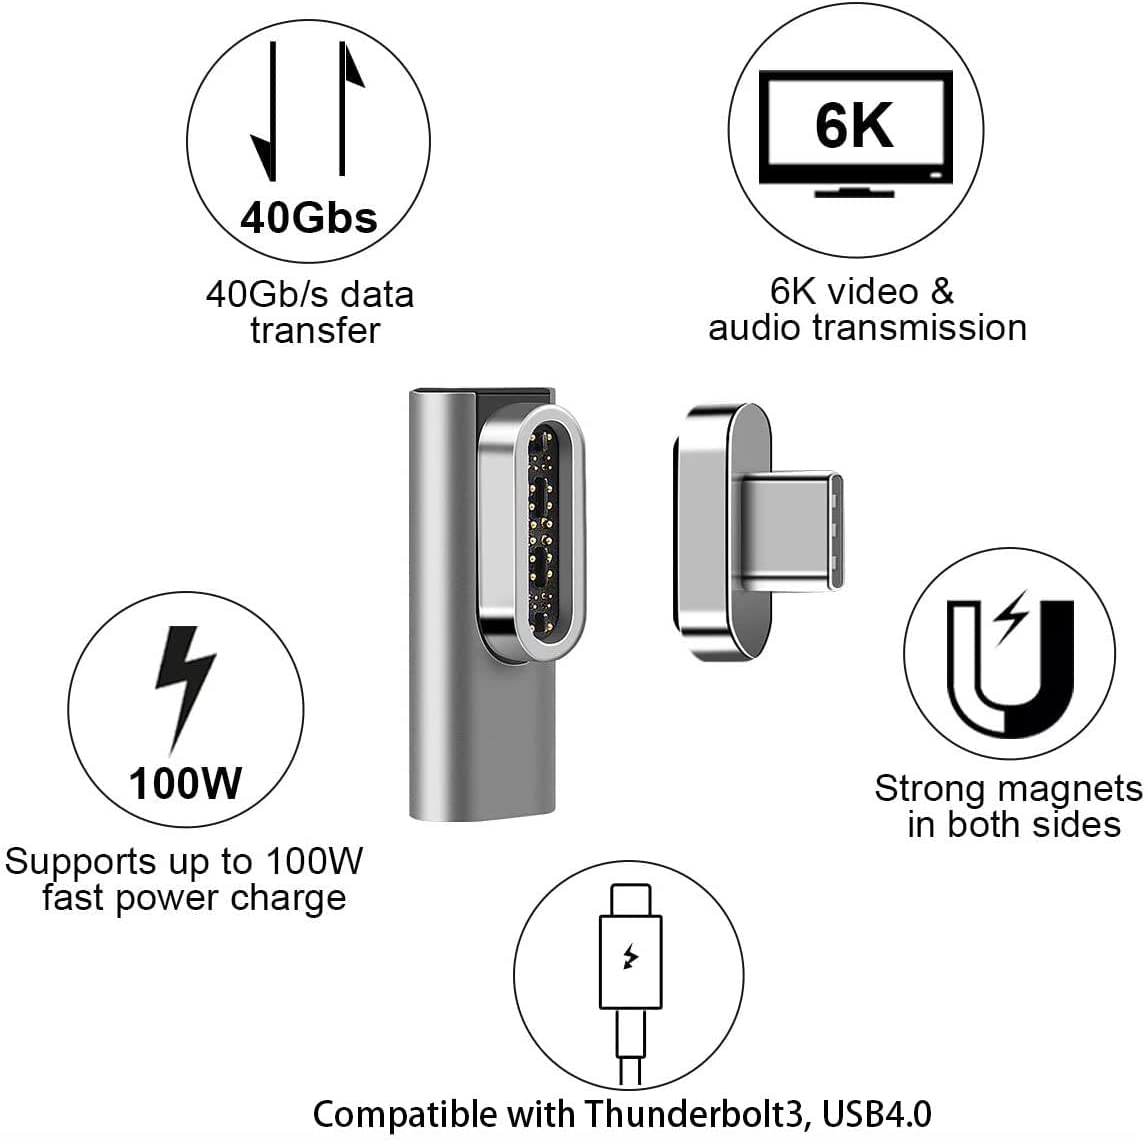 40Gbs
40Gb/s data
transfer
6K
6K video &
audio transmission
100W
Supports up to 100W
fast power charge
Strong magnets
in both sides
Compatible with Thunderbolt3, USB4.0